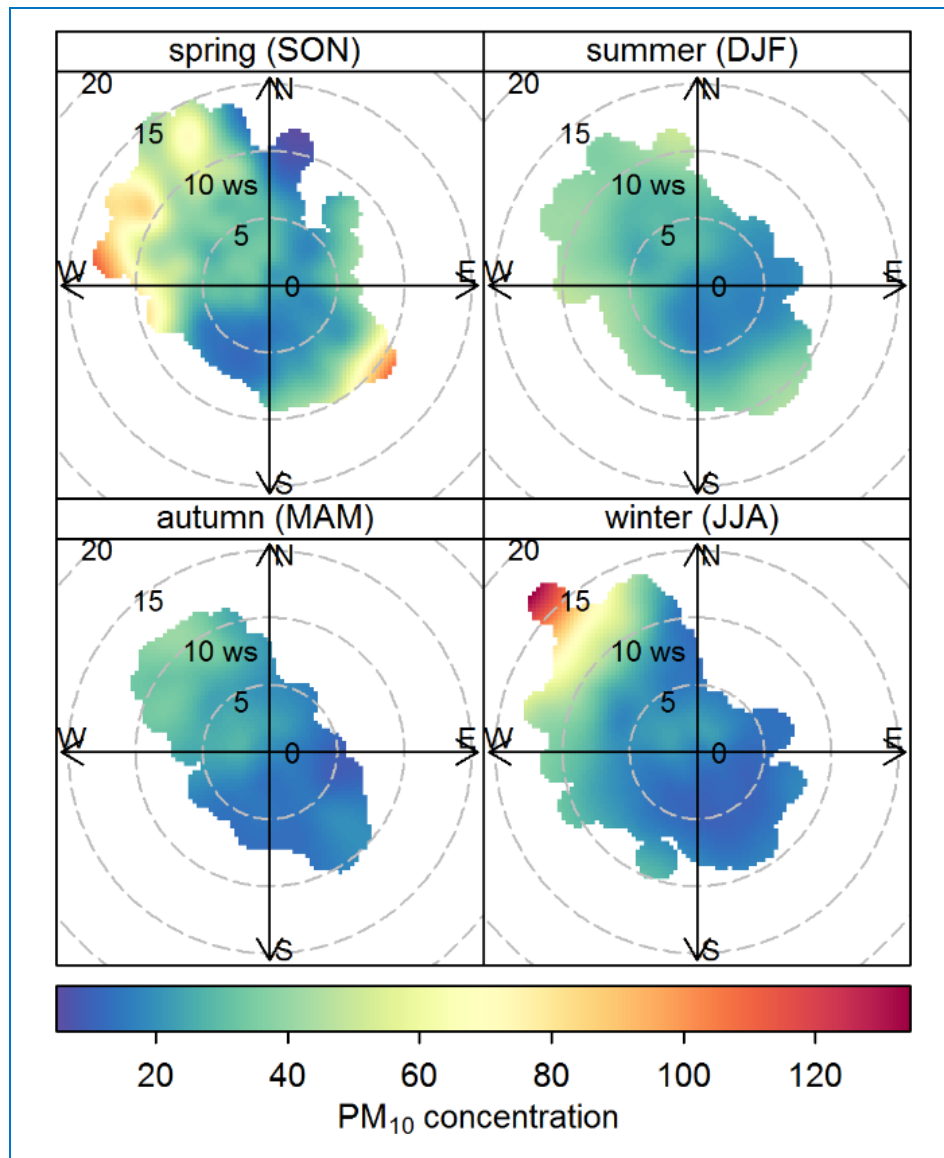 spring (SON)
summer (DJF)
20
N
15
10 ws
5
W
0
E
S
20
N
15
10 ws
5
W
0
E
S
autumn (MAM)
winter (JJA)
20
N
15
10 ws
5
W
0
E
S
20
N
15
10 ws
5
W
0
E
S
20 40 60 80 100 120
PM₁₀ concentration